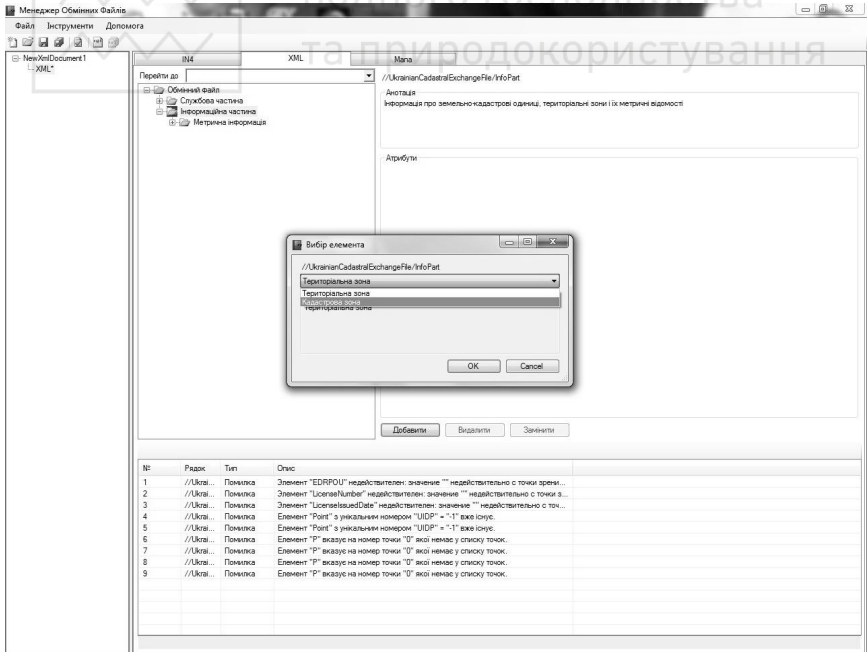 Менеджер Обмінних Файлів
Файл Інструменти Допомога
та природокористування
NewXmlDocument1
XML*
IN4 XML Мапа
Перейти до
//UkrainianCadastralExchangeFile/InfoPart
Обмінний файл
Службова частина
Інформаційна частина
Метрична інформація
Анотація
Інформація про земельно-кадастрові одиниці, територіальні зони і їх метричні відомості
Атрибути
Вибір елемента
//UkrainianCadastralExchangeFile/InfoPart
Територіальна зона
Територіальна зона
Кадастрова зона
Територіальна зона
OK Cancel
Добавити Видалити Замінити
№ Рядок Тип Опис
1 //Ukrai... Помилка Элемент "EDRPOU" недействителен: значение "" недействительно с точки зрени...
2 //Ukrai... Помилка Элемент "LicenseNumber" недействителен: значение "" недействительно с точки з...
3 //Ukrai... Помилка Элемент "LicenseIssuedDate" недействителен: значение "" недействительно с точ...
4 //Ukrai... Помилка Елемент "Point" з унікальним номером "UIDP" = "-1" вже існує.
5 //Ukrai... Помилка Елемент "Point" з унікальним номером "UIDP" = "-1" вже існує.
6 //Ukrai... Помилка Елемент "P" вказує на номер точки "0" якої немає у списку точок.
7 //Ukrai... Помилка Елемент "P" вказує на номер точки "0" якої немає у списку точок.
8 //Ukrai... Помилка Елемент "P" вказує на номер точки "0" якої немає у списку точок.
9 //Ukrai... Помилка Елемент "P" вказує на номер точки "0" якої немає у списку точок.